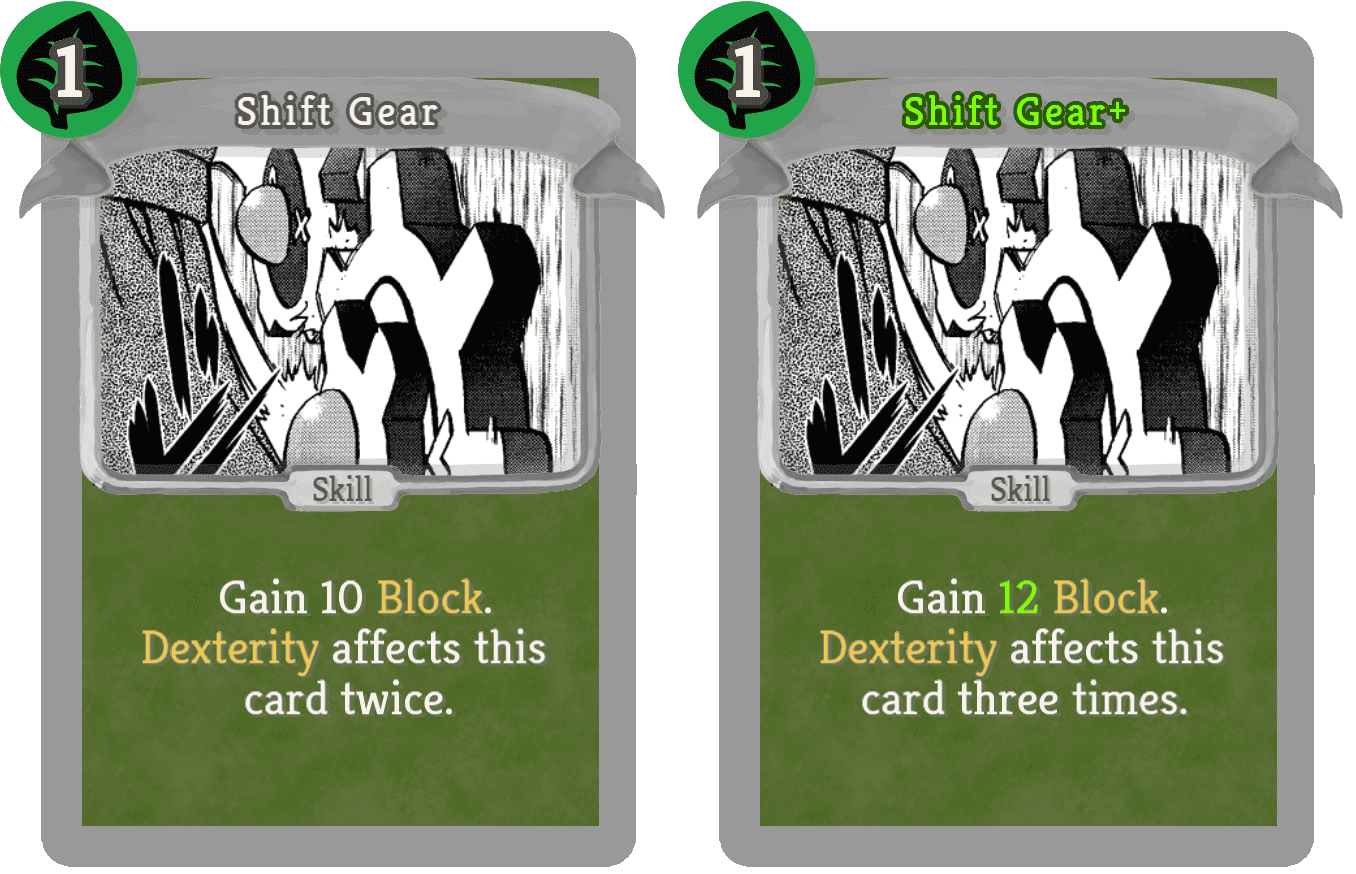 1
Shift Gear
Skill
Gain 10 Block.
Dexterity affects this
card twice.
1
Shift Gear+
Skill
Gain 12 Block.
Dexterity affects this
card three times.